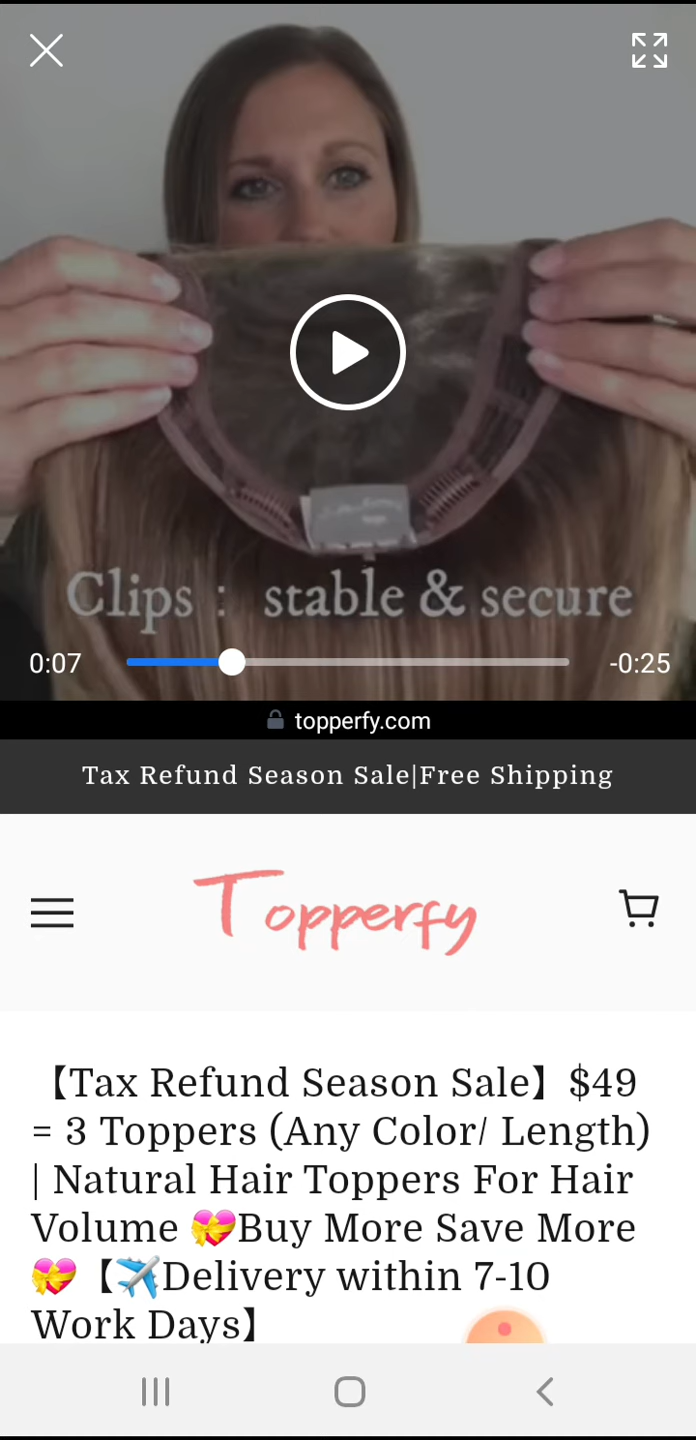 Clips : stable & secure
0:07
-0:25
topperfy.com
Tax Refund Season Sale|Free Shipping
Topperfy
【Tax Refund Season Sale】$49
= 3 Toppers (Any Color/ Length)
| Natural Hair Toppers For Hair
Volume 💝Buy More Save More
💝【✈️Delivery within 7-10
Work Days】